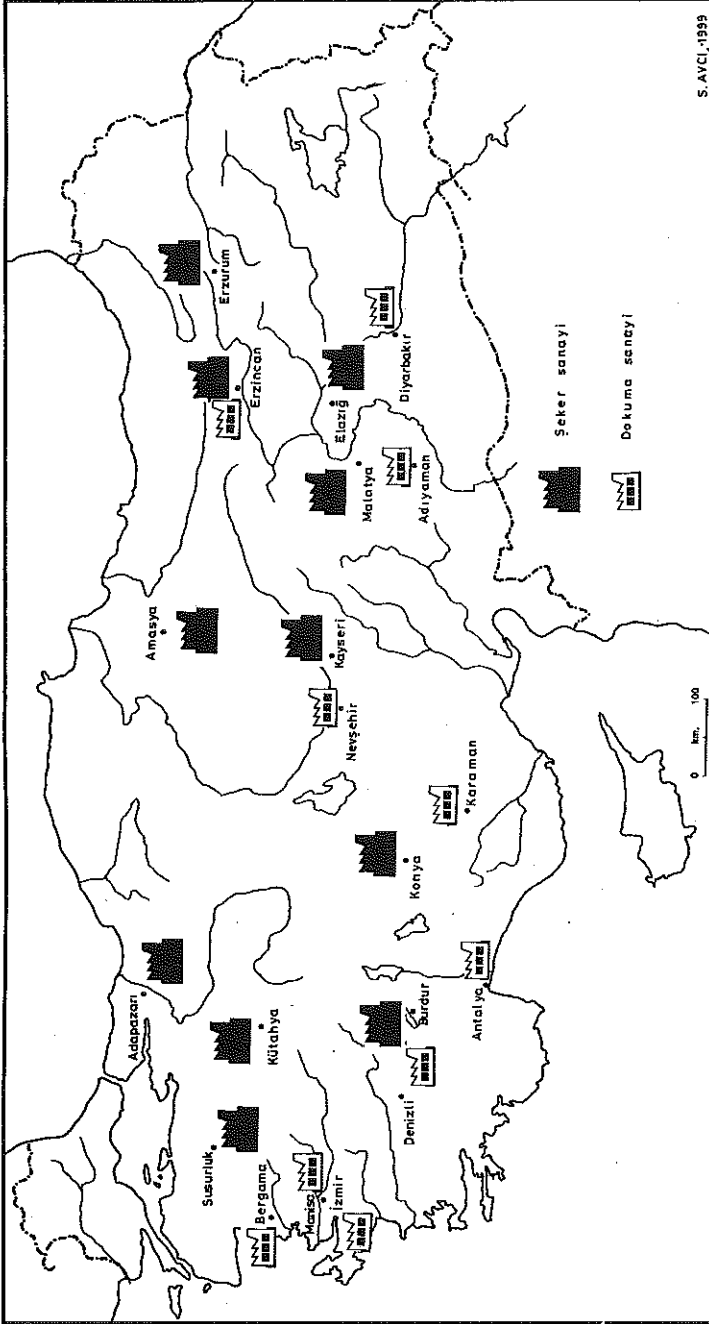 Adapazarı
Amasya
Susurluk
Kütahya
Erzincan
Erzurum
Bergama
Manisa
İzmir
Nevşehir
Kayseri
Malatya
Elazığ
Denizli
Burdur
Konya
Adıyaman
Diyarbakır
Antalya
Karaman
Şeker sanayi
Dokuma sanayi
0 km. 100
S. AVCI,-1999